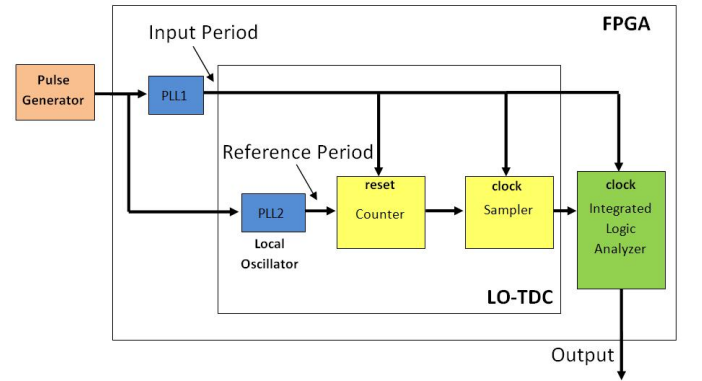 FPGA
Input Period
Pulse
Generator
PLL1
Reference Period
reset
Counter
clock
Sampler
clock
Integrated
Logic
Analyzer
PLL2
Local
Oscillator
LO-TDC
Output